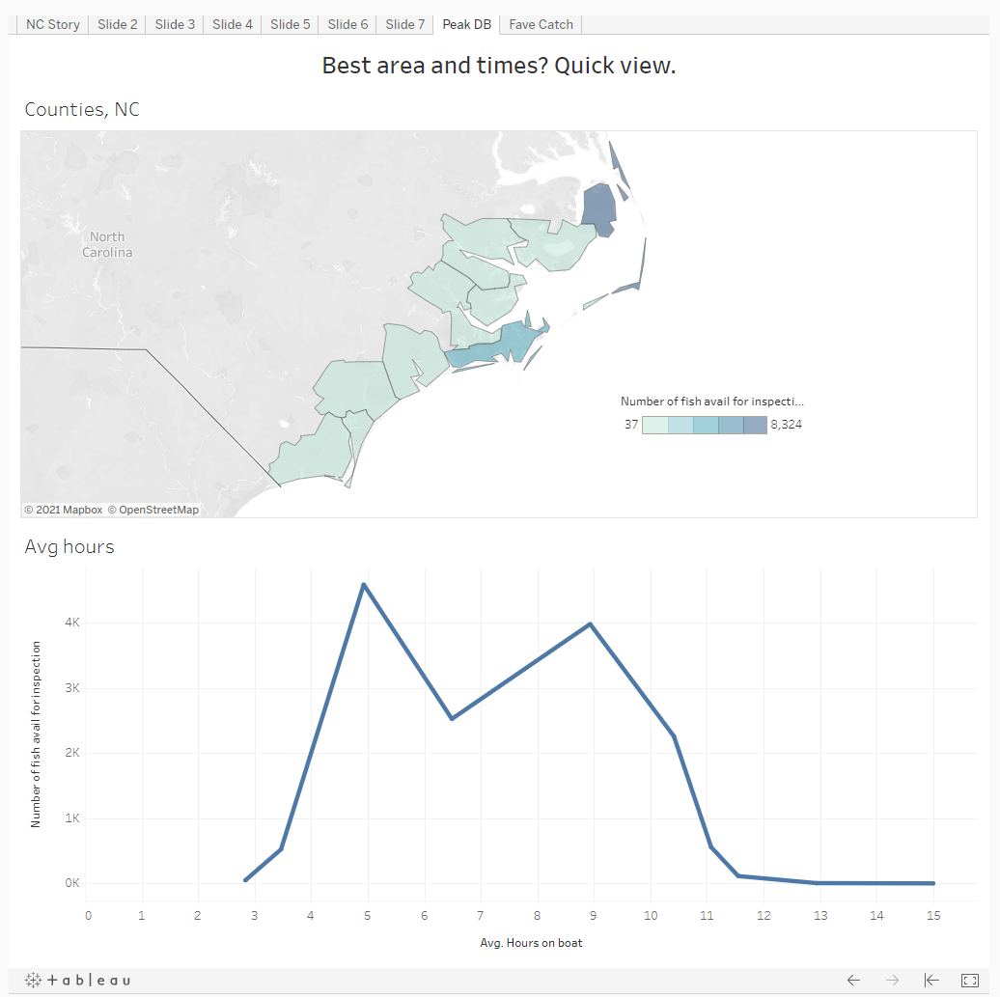 NC Story Slide 2 Slide 3 Slide 4 Slide 5 Slide 6 Slide 7 Peak DB Fave Catch
Best area and times? Quick view.
Counties, NC
North
Carolina
Number of fish avail for inspecti...
37 8,324
© 2021 Mapbox © OpenStreetMap
Avg hours
Number of fish avail for inspection
4K
3K
2K
1K
0K
0 1 2 3 4 5 6 7 8 9 10 11 12 13 14 15
Avg. Hours on boat
+ a b l e a u